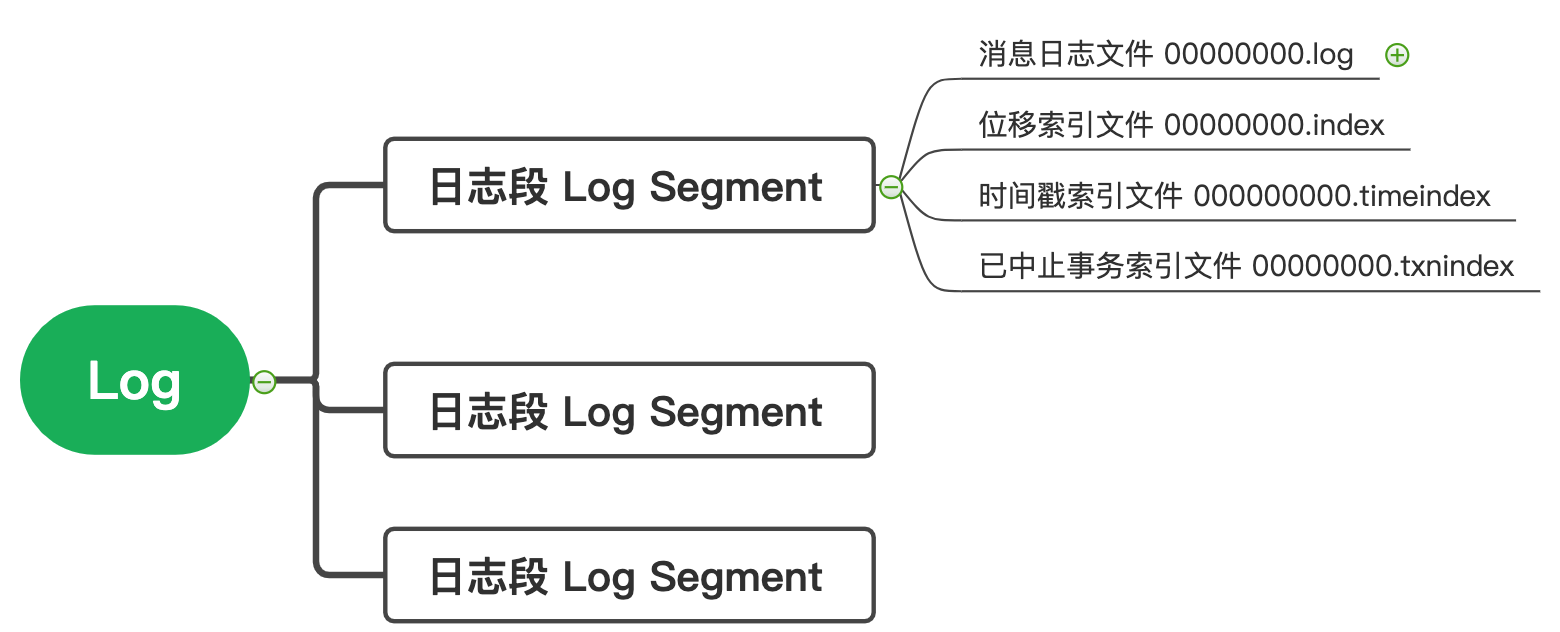 消息日志文件 00000000.log
位移索引文件 00000000.index
日志段 Log Segment
时间戳索引文件 000000000.timeindex
已中止事务索引文件 00000000.txnindex
Log
日志段 Log Segment
日志段 Log Segment